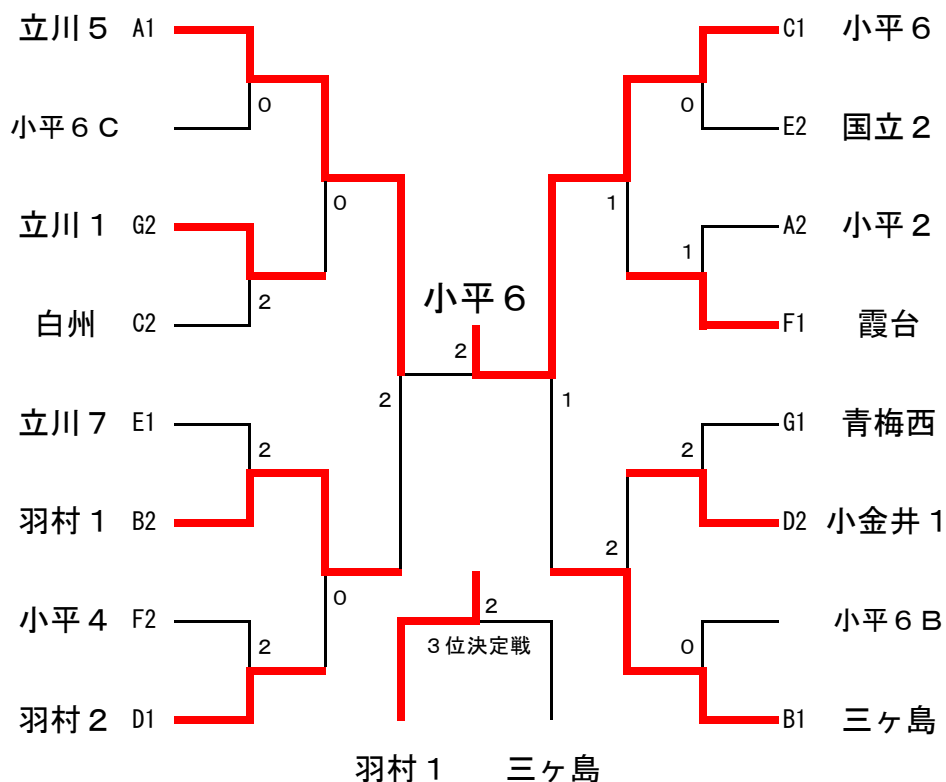 立川５ A1 C1 小平６
0 0
小平６Ｃ E2 国立２
0 1
立川１ G2 A2 小平２
1
2
白州 C2 小平６ F1 霞台
2
2 1
立川７ E1 G1 青梅西
2 2
羽村１ B2 D2 小金井１
2
0
小平４ F2 2 小平６Ｂ
2 ３位決定戦 0
羽村２ D1 B1 三ヶ島
羽村１ 三ヶ島